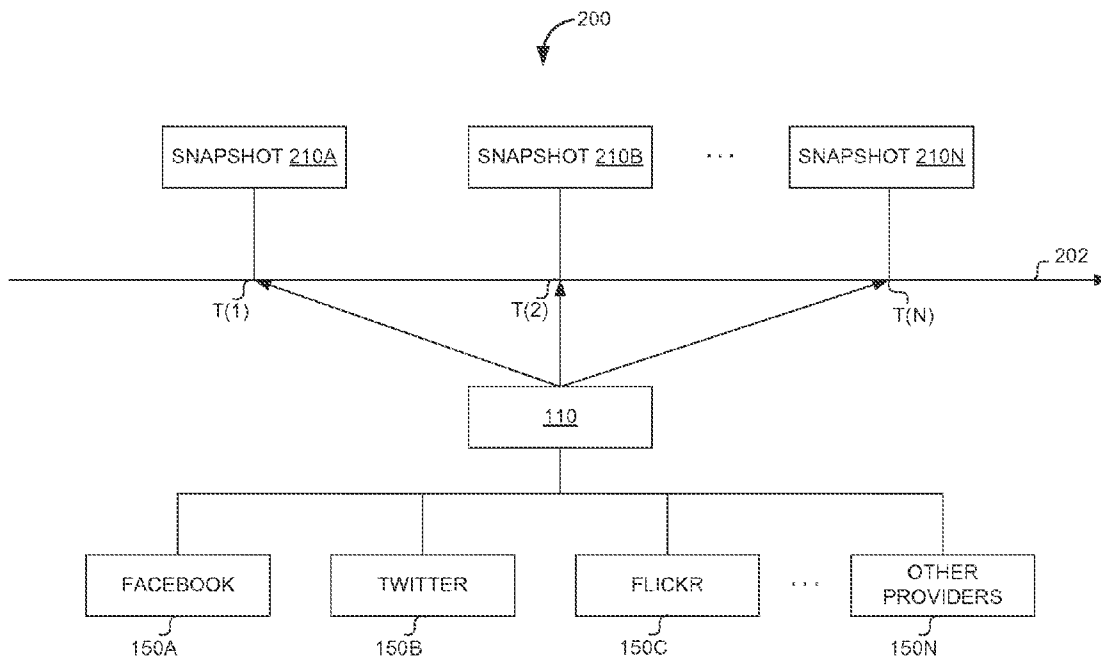 200
SNAPSHOT 210A
SNAPSHOT 210B
...
SNAPSHOT 210N
202
T(1)
T(2)
T(N)
110
FACEBOOK
TWITTER
FLICKR
...
OTHER
PROVIDERS
150A
150B
150C
150N